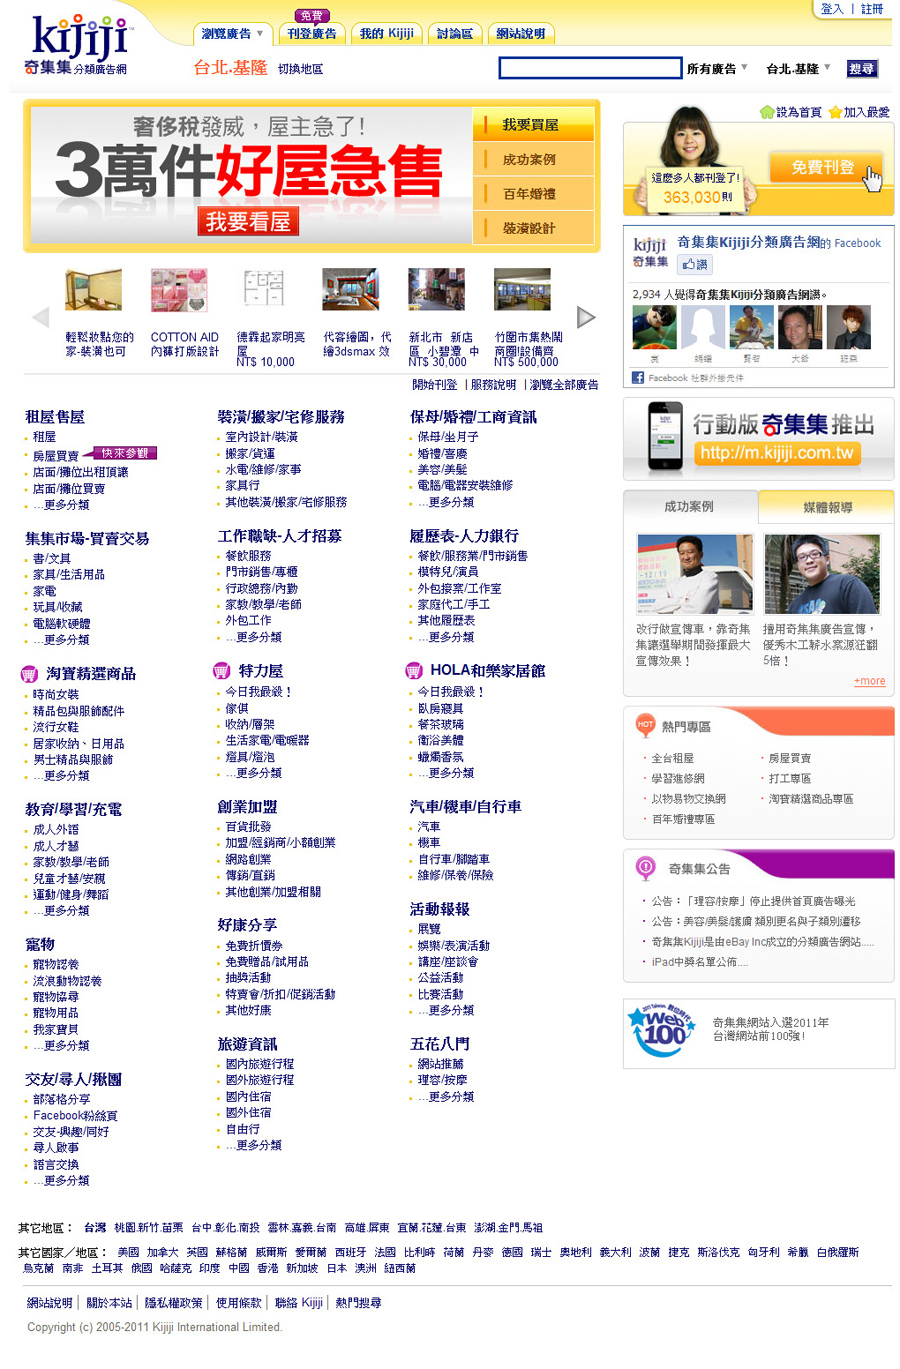 登入 | 註冊
kijiji™
奇集集分類廣告網
瀏覽廣告
免費
刊登廣告
我的 Kijiji
討論區
網站說明
台北.基隆 切換地區
所有廣告
台北.基隆
搜尋
奢侈稅發威，屋主急了!
3萬件好屋急售
我要看屋
我要買屋
成功案例
百年婚禮
裝潢設計
設為首頁 加入最愛
這麼多人都刊登了!
363,030則
免費刊登
kijiji
奇集集
奇集集Kijiji分類廣告網的 Facebook
讚
2,934 人覺得奇集集Kijiji分類廣告網讚。
Facebook 社群外掛元件
輕鬆妝點您的
家-裝潢也可
COTTON AID
內褲打版設計
德霖起家明亮
屋
NT$ 10,000
代客繪圖，代
繪3dsmax 效
新北市 新店
區 小碧潭 中
NT$ 30,000
竹圍市集熱鬧
商圈!設備齊
NT$ 500,000
開始刊登 | 服務說明 | 瀏覽全部廣告
行動版 奇集集 推出
http://m.kijiji.com.tw
租屋售屋
租屋
房屋買賣
快來參觀
店面/攤位出租頂讓
店面/攤位買賣
...更多分類
裝潢/搬家/宅修服務
室內設計/裝潢
搬家/貨運
水電/維修/家事
家具行
其他裝潢/搬家/宅修服務
保母/婚禮/工商資訊
保母/坐月子
婚禮/喜慶
美容/美髮
電腦/電器安裝維修
...更多分類
集集市場-買賣交易
書/文具
家具/生活用品
家電
玩具/收藏
電腦軟硬體
...更多分類
工作職缺-人才招募
餐飲服務
門市銷售/專櫃
行政總務/內勤
家教/教學/老師
外包工作
...更多分類
履歷表-人力銀行
餐飲/服務業/門市銷售
模特兒/演員
外包接案/工作室
家庭代工/手工
其他履歷表
...更多分類
淘寶精選商品
時尚女裝
精品包與服飾配件
流行女鞋
居家收納、日用品
男士精品與服飾
...更多分類
特力屋
今日我最殺！
傢俱
收納/層架
生活家電/電暖器
燈具/燈泡
...更多分類
HOLA和樂家居館
今日我最殺！
臥房寢具
餐茶玻璃
衛浴美體
蠟燭香氛
...更多分類
教育/學習/充電
成人外語
成人才藝
家教/教學/老師
兒童才藝/安親
運動/健身/舞蹈
...更多分類
創業加盟
百貨批發
加盟/經銷商/小額創業
網路創業
傳銷/直銷
其他創業/加盟相關
汽車/機車/自行車
汽車
機車
自行車/腳踏車
維修/保養/保險
好康分享
免費折價券
免費贈品/試用品
抽獎活動
特賣會/折扣/促銷活動
其他好康
活動報報
展覽
娛樂/表演活動
講座/座談會
公益活動
比賽活動
...更多分類
寵物
寵物認養
流浪動物認養
寵物協尋
寵物用品
我家寶貝
...更多分類
旅遊資訊
國內旅遊行程
國外旅遊行程
國內住宿
國外住宿
自由行
...更多分類
五花八門
網站推薦
理容/按摩
...更多分類
交友/尋人/揪團
部落格分享
Facebook粉絲頁
交友-興趣/同好
尋人啟事
語言交換
...更多分類
成功案例
媒體報導
改行做宣傳車，靠奇集
集讓選舉期間發揮最大
宣傳效果！
擅用奇集集廣告宣傳，
優秀木工薪水案源狂翻
5倍！
+more
HOT 熱門專區
全台租屋
房屋買賣
學習進修網
打工專區
以物易物交換網
淘寶精選商品專區
百年婚禮專區
奇集集公告
公告：「理容/按摩」停止提供首頁廣告曝光
公告：美容/美髮/護膚 類別更名與子類別遷移
奇集集Kijiji是由eBay Inc成立的分類廣告網站.....
iPad中獎名單公佈....
Web
100
奇集集網站入選2011年
台灣網站前100強!
其它地區： 台灣 桃園.新竹.苗栗 台中.彰化.南投 雲林.嘉義.台南 高雄.屏東 宜蘭.花蓮.台東 澎湖.金門.馬祖
其它國家／地區： 美國 加拿大 英國 蘇格蘭 威爾斯 愛爾蘭 西班牙 法國 比利時 荷蘭 丹麥 德國 瑞士 奧地利 義大利 波蘭 捷克 斯洛伐克 匈牙利 希臘 白俄羅斯
烏克蘭 南非 土耳其 俄國 哈薩克 印度 中國 香港 新加坡 日本 澳洲 紐西蘭
網站說明 | 關於本站 | 隱私權政策 | 使用條款 | 聯絡 Kijiji | 熱門搜尋
Copyright (c) 2005-2011 Kijiji International Limited.